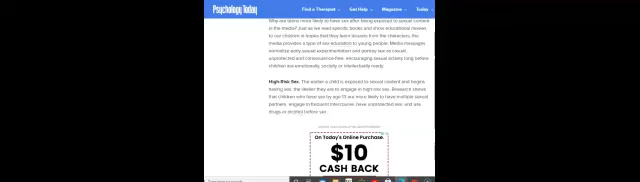 Psychology Today
Find a Therapist Get Help Magazine Today
Why are teens more likely to have sex after being exposed to sexual content
in the media? Just as we read specific books and show educational movies
to our children in hopes that they learn lessons from the characters, the
media provides a type of sex education to young people. Media messages
normalize early sexual experimentation and portray sex as casual,
unprotected and consequence-free, encouraging sexual activity long before
children are emotionally, socially or intellectually ready.
High-Risk Sex. The earlier a child is exposed to sexual content and begins
having sex, the likelier they are to engage in high-risk sex. Research shows
that children who have sex by age 13 are more likely to have multiple sexual
partners, engage in frequent intercourse, have unprotected sex and use
drugs or alcohol before sex.
On Today's Online Purchase.
$10
CASH BACK